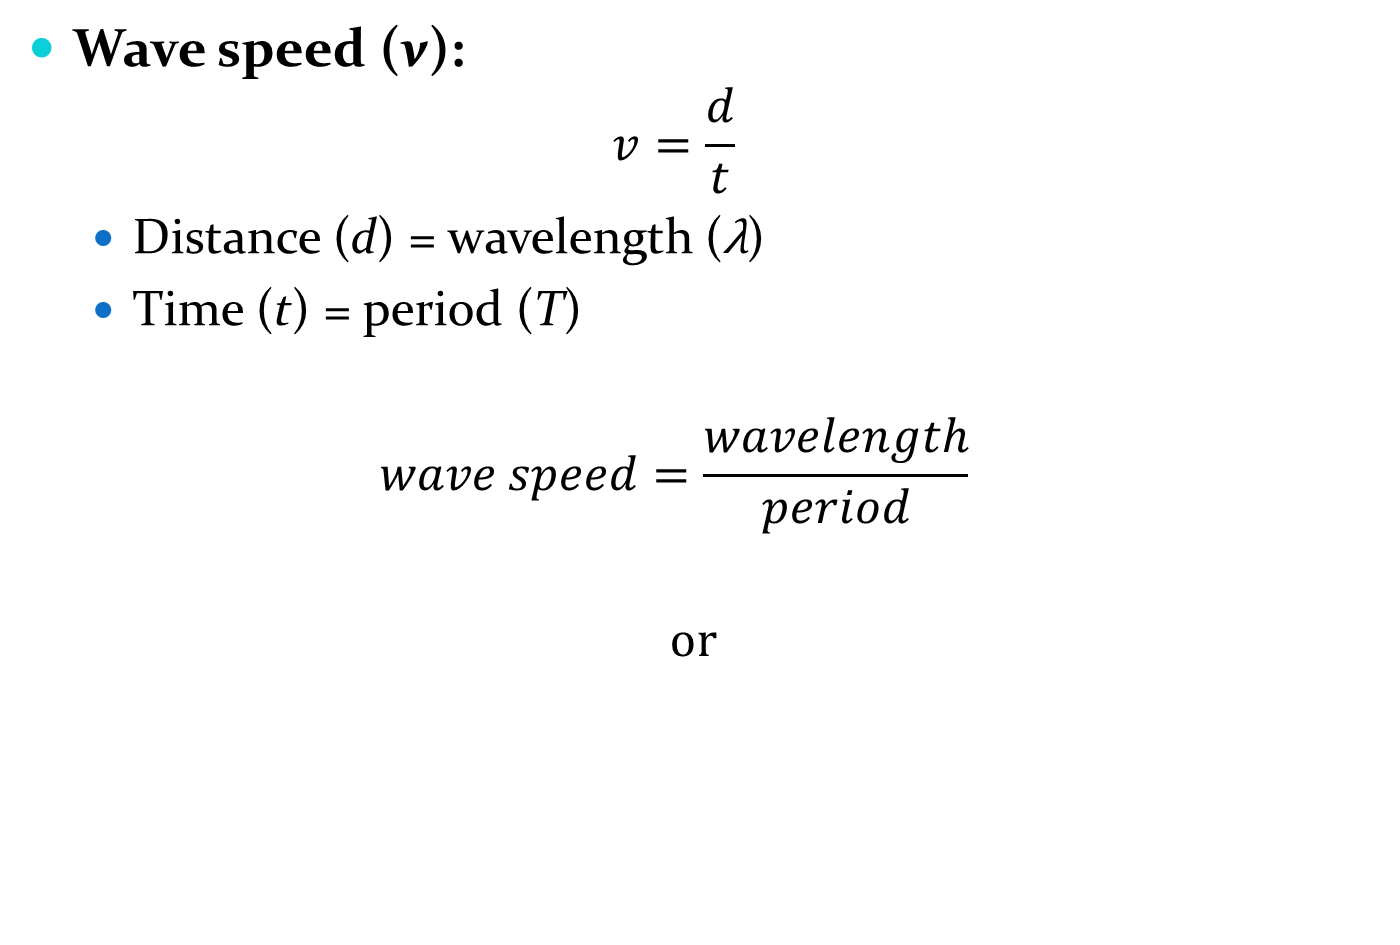 • Wave speed (v):
v = d/t
• Distance (d) = wavelength (λ)
• Time (t) = period (T)
wave speed = wavelength/period
or